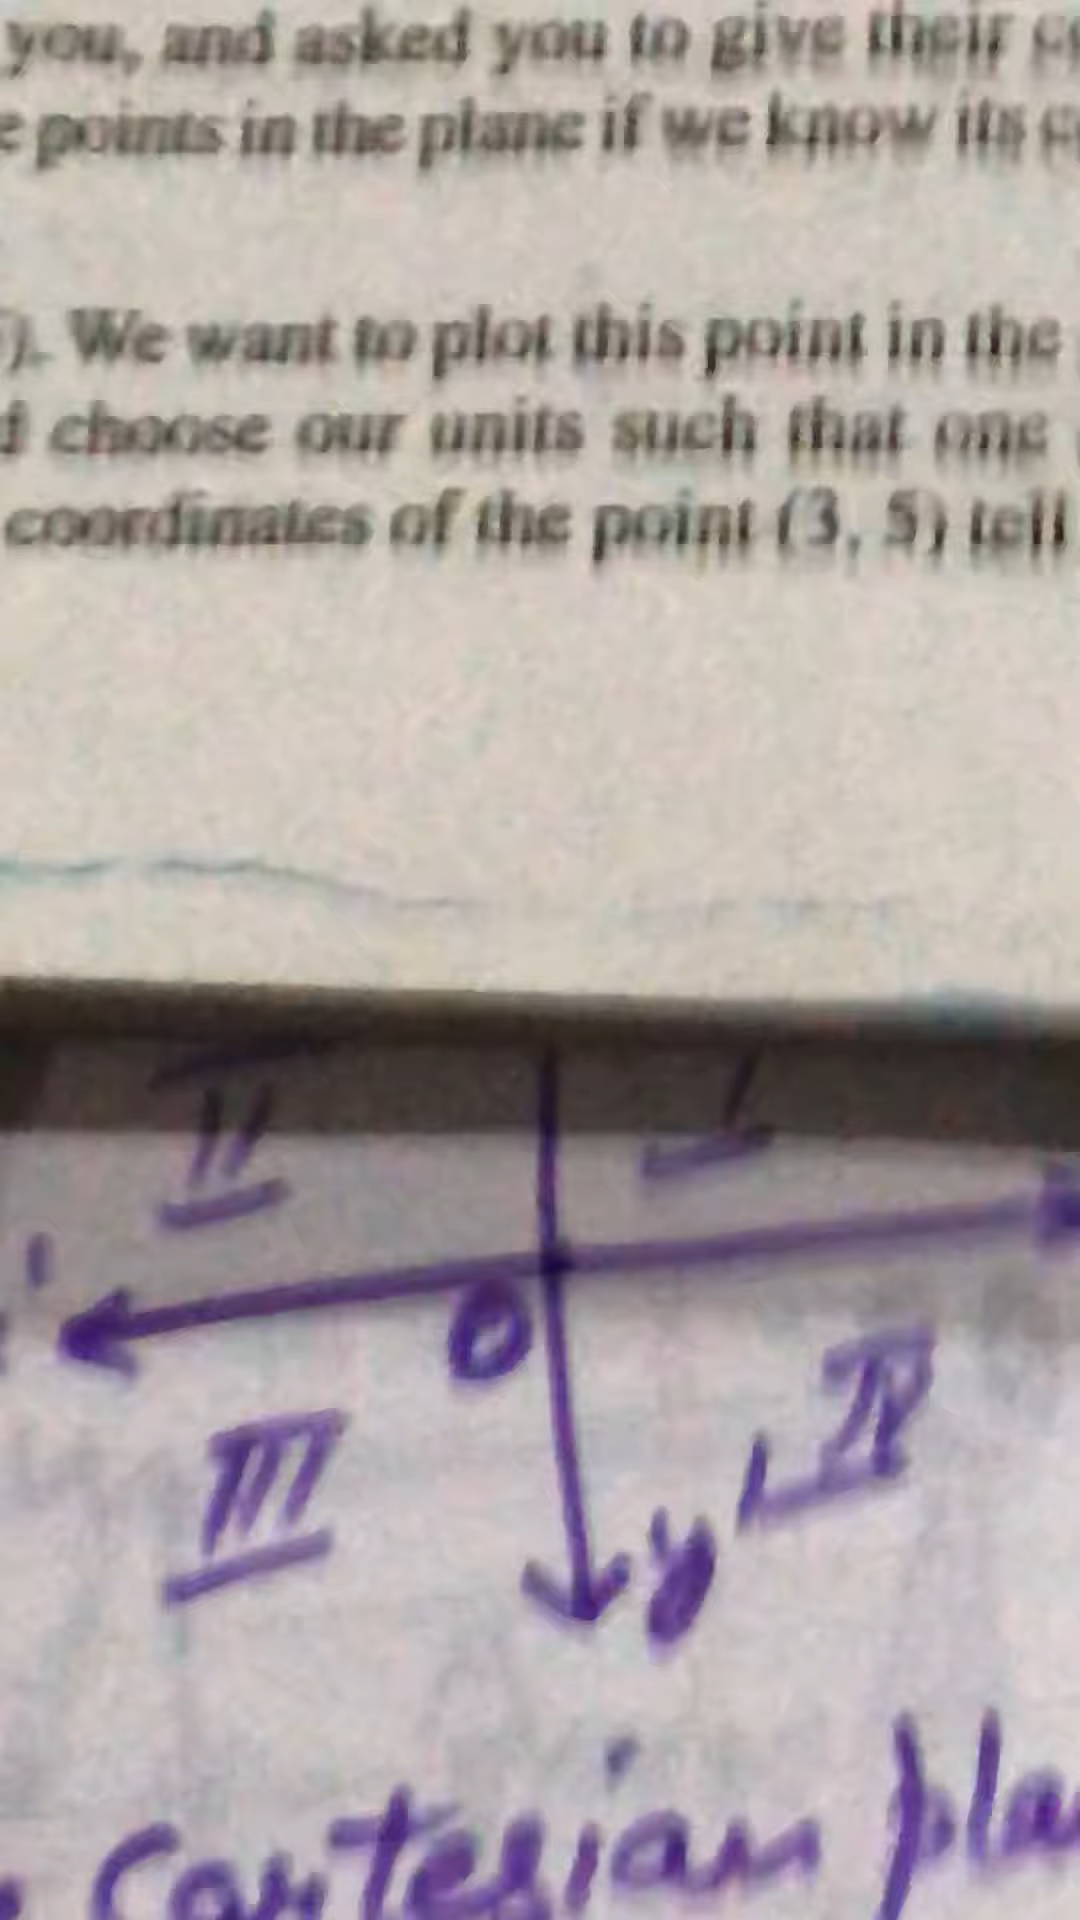 you, and asked you to give their
points in the plane if we know its
). We want to plot this point in the
choose our units such that one
coordinates of the point (3, 5) tell
II I
O
III IV
y'
Cartesian